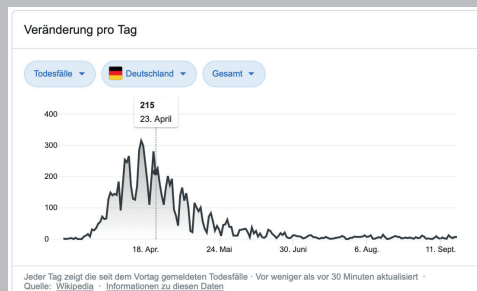 Veränderung pro Tag
Todesfälle Deutschland Gesamt
215
23. April
400
300
200
100
0
18. Apr. 24. Mai 30. Juni 6. Aug. 11. Sept.
Jeder Tag zeigt die seit dem Vortag gemeldeten Todesfälle · Vor weniger als vor 30 Minuten aktualisiert ·
Quelle: Wikipedia · Informationen zu diesen Daten